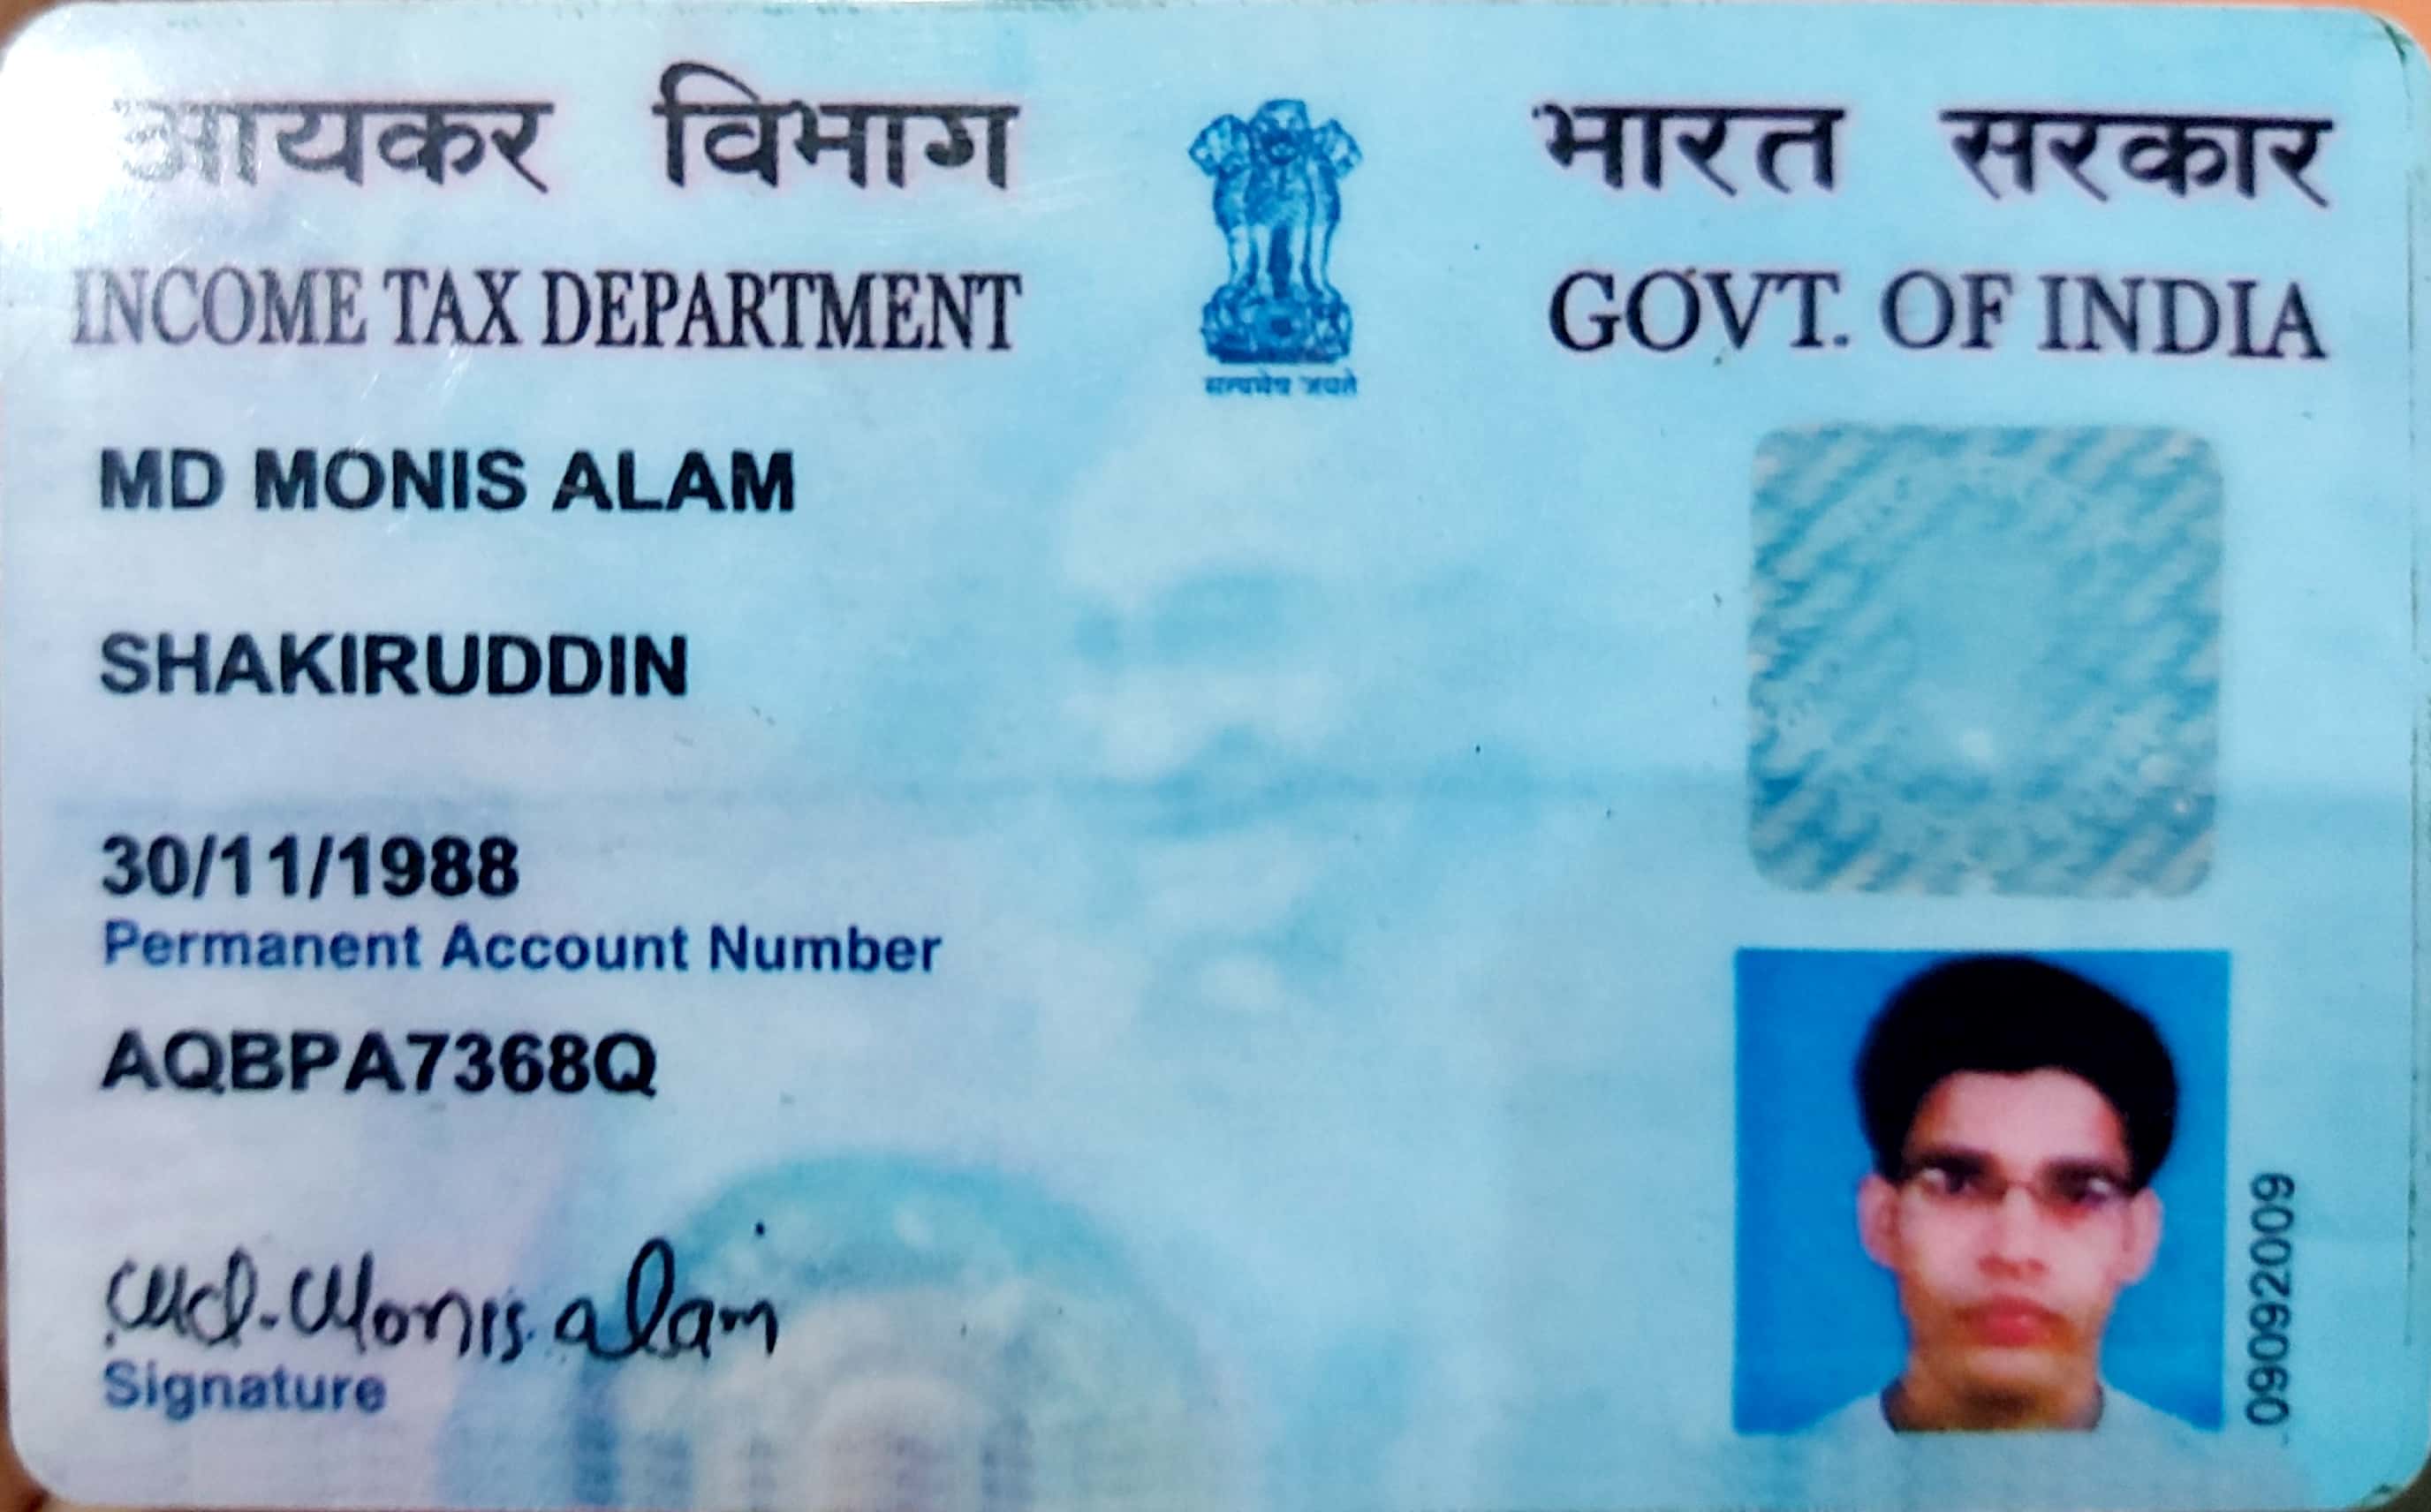 आयकर विभाग
INCOME TAX DEPARTMENT
सत्यमेव जयते
भारत सरकार
GOVT. OF INDIA
MD MONIS ALAM
SHAKIRUDDIN
30/11/1988
Permanent Account Number
AQBPA7368Q
Md. Monis alam
Signature
09092009